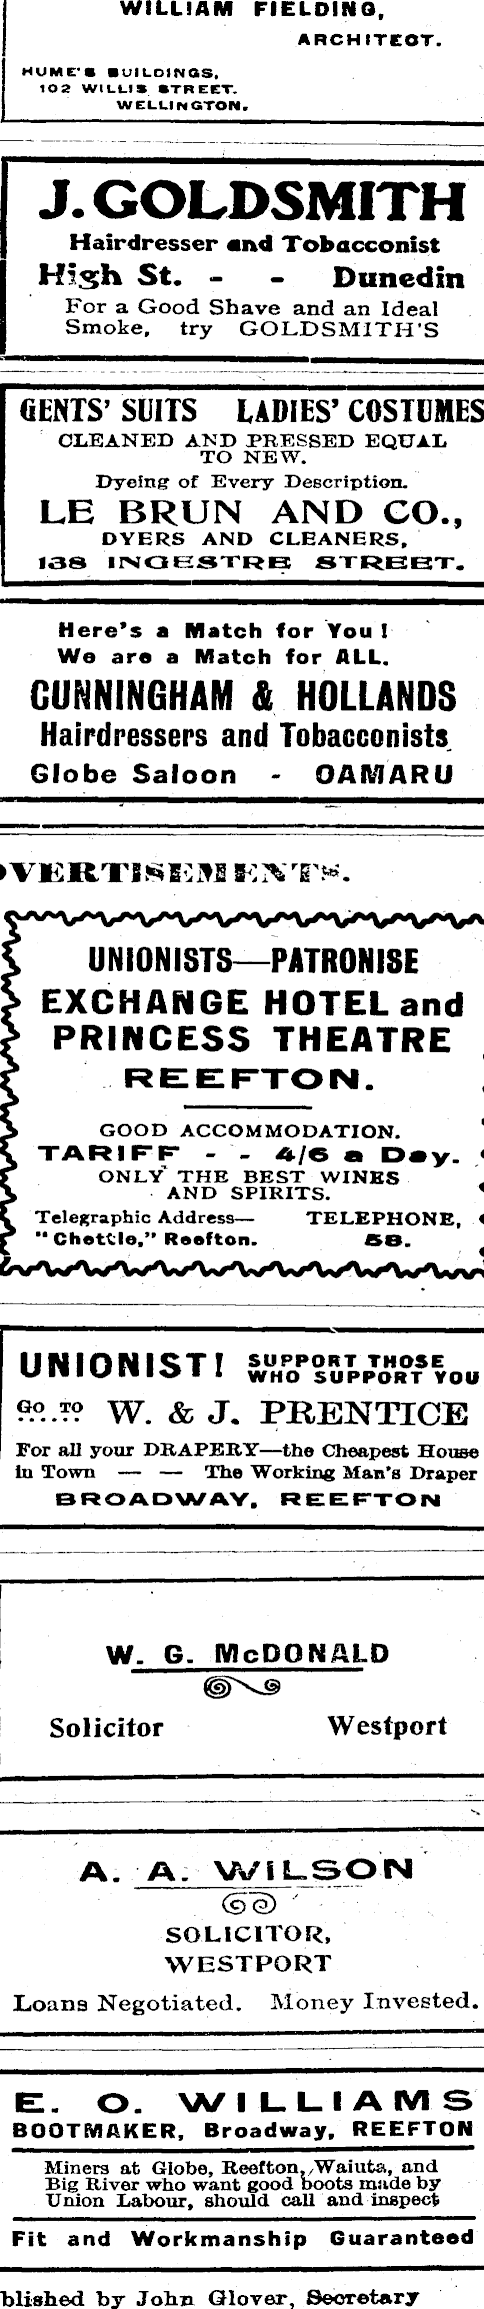 WILLIAM FIELDING,
ARCHITECT.
HUME'S BUILDINGS,
102 WILLIS STREET.
WELLINGTON.
J. GOLDSMITH
Hairdresser and Tobacconist
High St. - - Dunedin
For a Good Shave and an Ideal
Smoke, try GOLDSMITH'S
GENTS' SUITS LADIES' COSTUMES
CLEANED AND PRESSED EQUAL
TO NEW.
Dyeing of Every Description.
LE BRUN AND CO.,
DYERS AND CLEANERS,
138 INGESTRE STREET.
Here's a Match for You!
We are a Match for ALL.
CUNNINGHAM & HOLLANDS
Hairdressers and Tobacconists
Globe Saloon - OAMARU
VERTISEMENTS.
UNIONISTS—PATRONISE
EXCHANGE HOTEL and
PRINCESS THEATRE
REEFTON.
GOOD ACCOMMODATION.
TARIFF - - 4/6 a Day.
ONLY THE BEST WINES
AND SPIRITS.
Telegraphic Address— TELEPHONE,
"Chettle," Reefton. 58.
UNIONIST! SUPPORT THOSE
WHO SUPPORT YOU
GO TO W. & J. PRENTICE
For all your DRAPERY—the Cheapest House
in Town — — The Working Man's Draper
BROADWAY, REEFTON
W. G. McDONALD
Solicitor Westport
A. A. WILSON
SOLICITOR,
WESTPORT
Loans Negotiated. Money Invested.
E. O. WILLIAMS
BOOTMAKER, Broadway, REEFTON
Miners at Globe, Reefton, Waiuta, and
Big River who want good boots made by
Union Labour, should call and inspect
Fit and Workmanship Guaranteed
blished by John Glover, Secretary